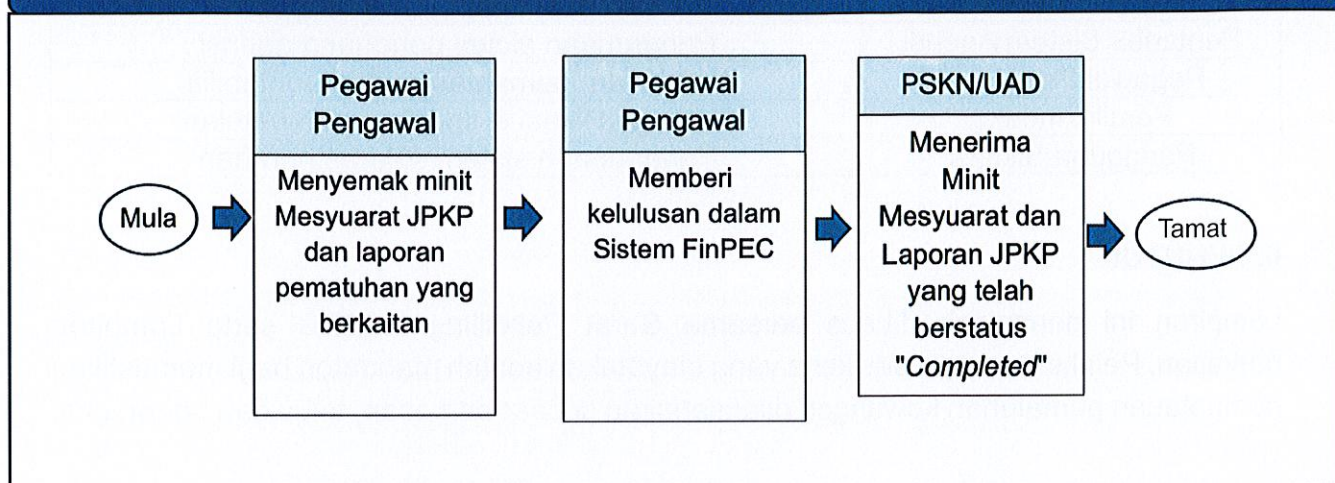 Mula
Pegawai
Pengawal
Menyemak minit
Mesyuarat JPKP
dan laporan
pematuhan yang
berkaitan
Pegawai
Pengawal
Memberi
kelulusan dalam
Sistem FinPEC
PSKN/UAD
Menerima
Minit
Mesyuarat dan
Laporan JPKP
yang telah
berstatus
"Completed"
Tamat